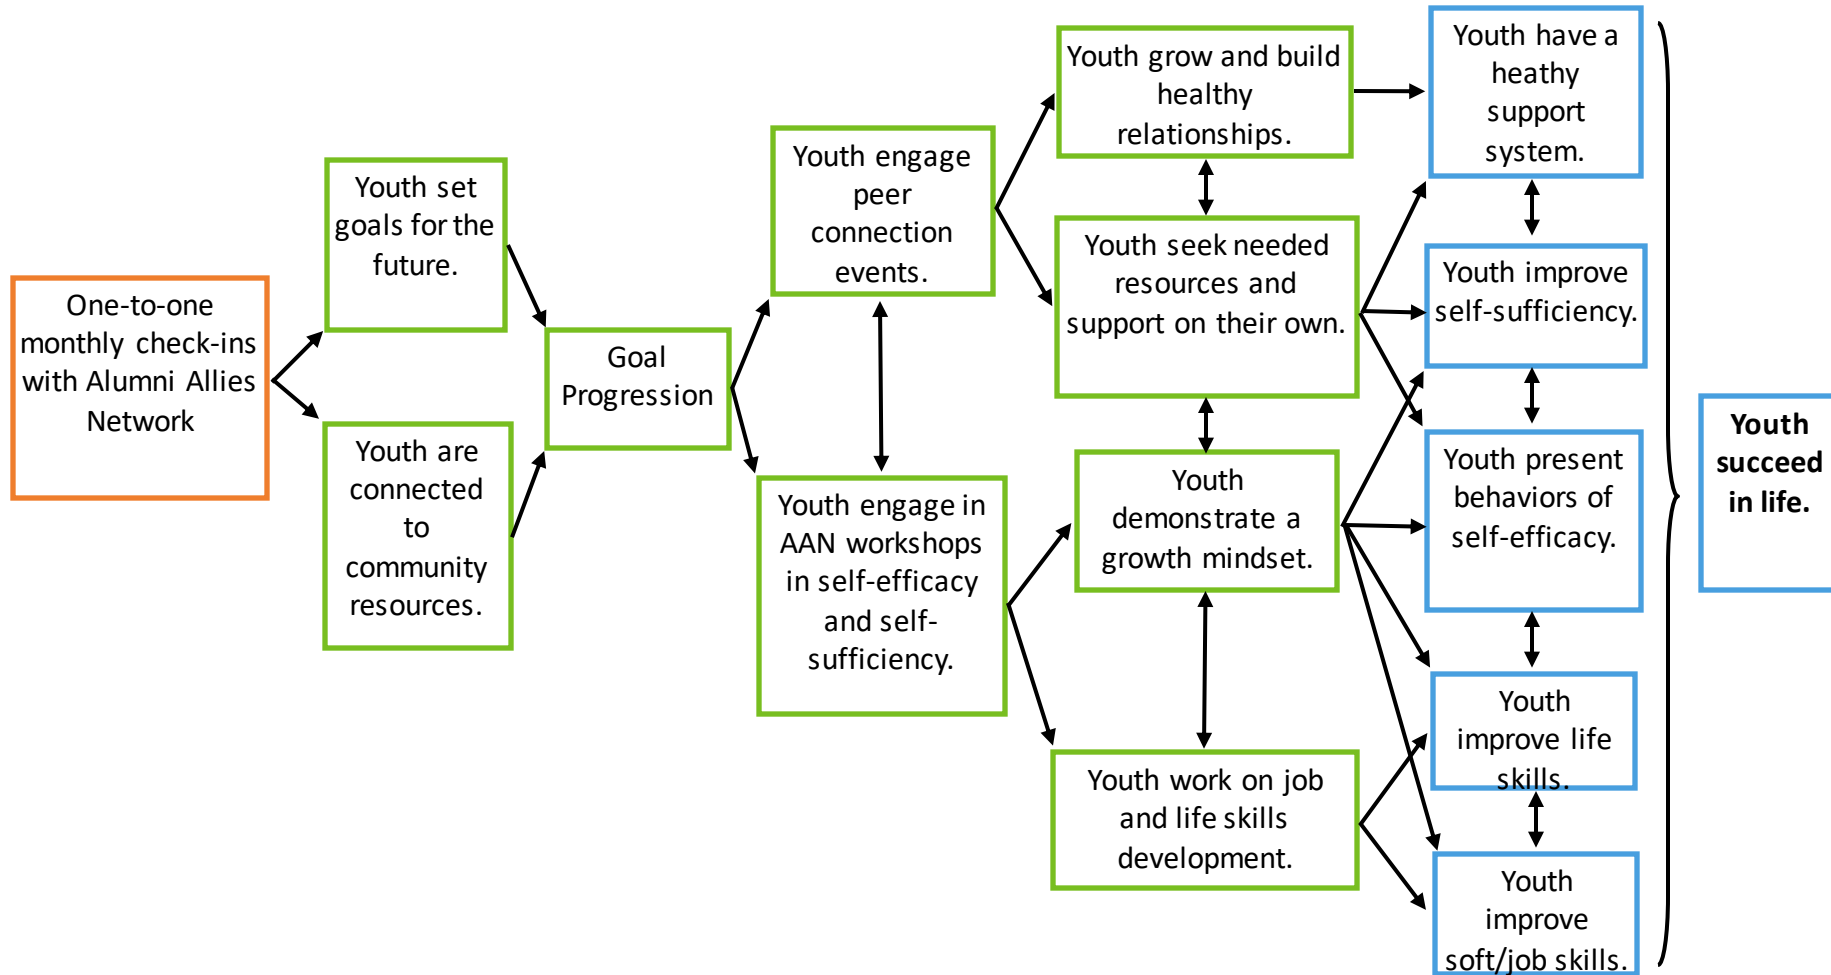 One-to-one
monthly check-ins
with Alumni Allies
Network
Youth set
goals for the
future.
Youth are
connected
to
community
resources.
Goal
Progression
Youth engage
peer
connection
events.
Youth engage in
AAN workshops
in self-efficacy
and self-
sufficiency.
Youth grow and build
healthy
relationships.
Youth seek needed
resources and
support on their own.
Youth
demonstrate a
growth mindset.
Youth work on job
and life skills
development.
Youth have a
heathy
support
system.
Youth improve
self-sufficiency.
Youth present
behaviors of
self-efficacy.
Youth
improve life
skills.
Youth
improve
soft/job skills.
Youth
succeed
in life.